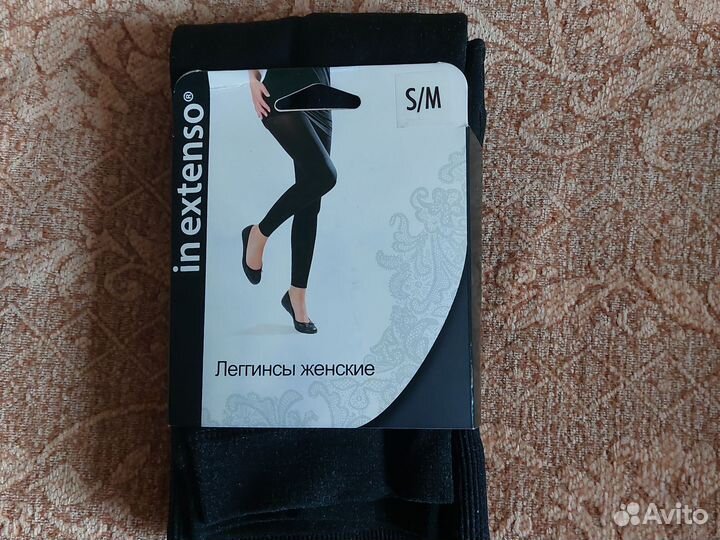 in extenso®
S/M
Леггинсы женские
Avito